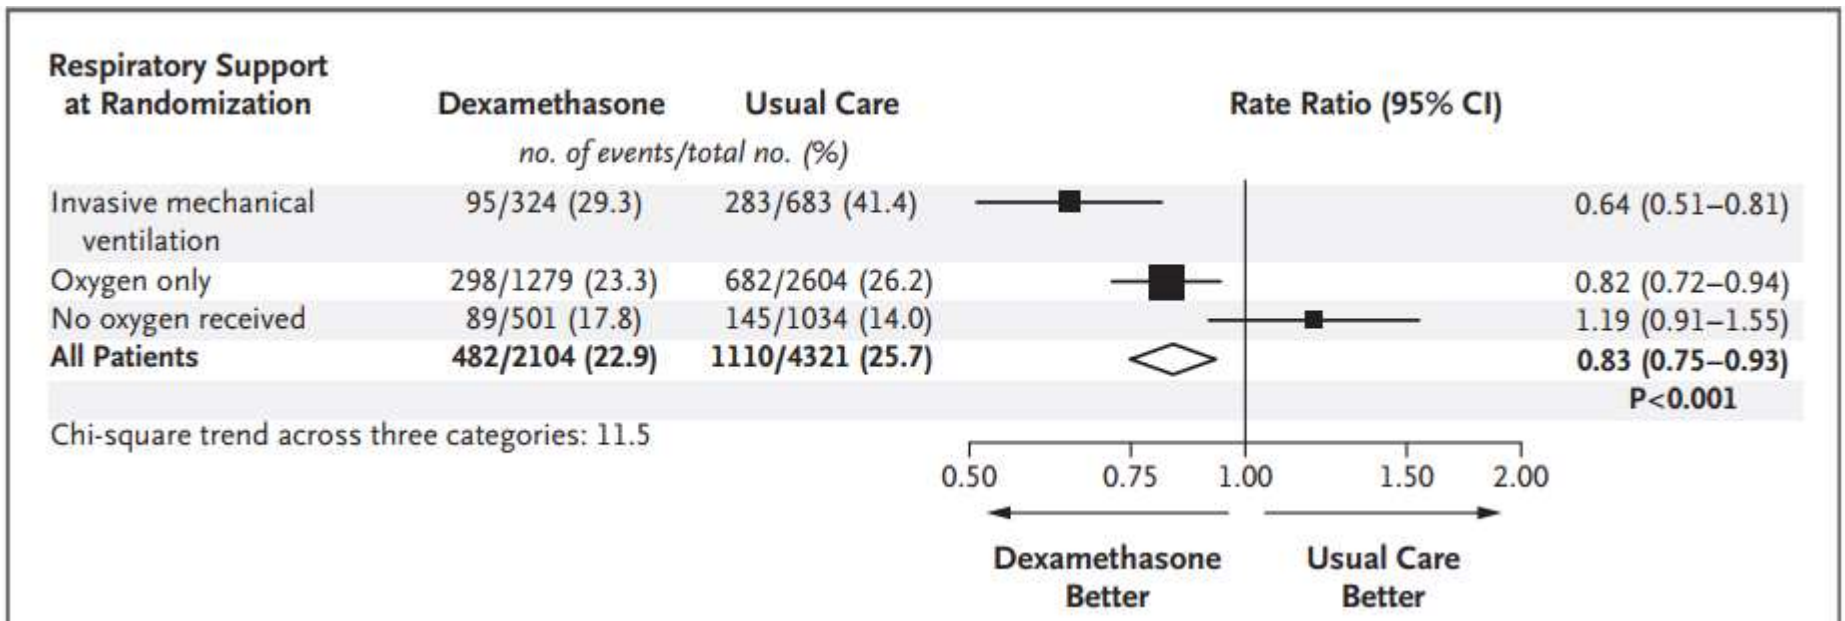 Respiratory Support
at Randomization Dexamethasone Usual Care Rate Ratio (95% CI)
no. of events/total no. (%)
Invasive mechanical 95/324 (29.3) 283/683 (41.4) 0.64 (0.51–0.81)
ventilation
Oxygen only 298/1279 (23.3) 682/2604 (26.2) 0.82 (0.72–0.94)
No oxygen received 89/501 (17.8) 145/1034 (14.0) 1.19 (0.91–1.55)
All Patients 482/2104 (22.9) 1110/4321 (25.7) 0.83 (0.75–0.93)
P<0.001
Chi-square trend across three categories: 11.5
0.50 0.75 1.00 1.50 2.00
Dexamethasone Usual Care
Better Better